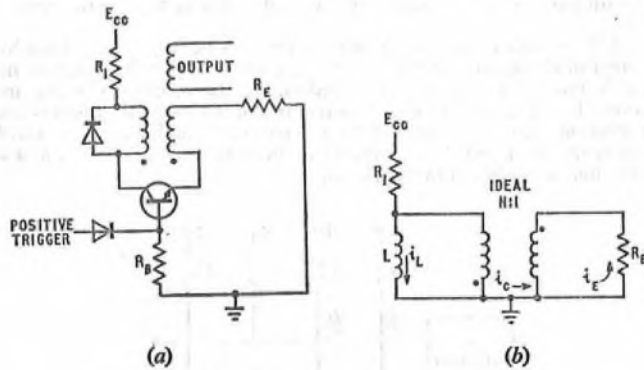 E_CC
R_1
OUTPUT
R_E
POSITIVE
TRIGGER
R_B
(a)
E_CC
R_1
IDEAL
N:1
L
i_L
i_C
i_E
R_E
(b)